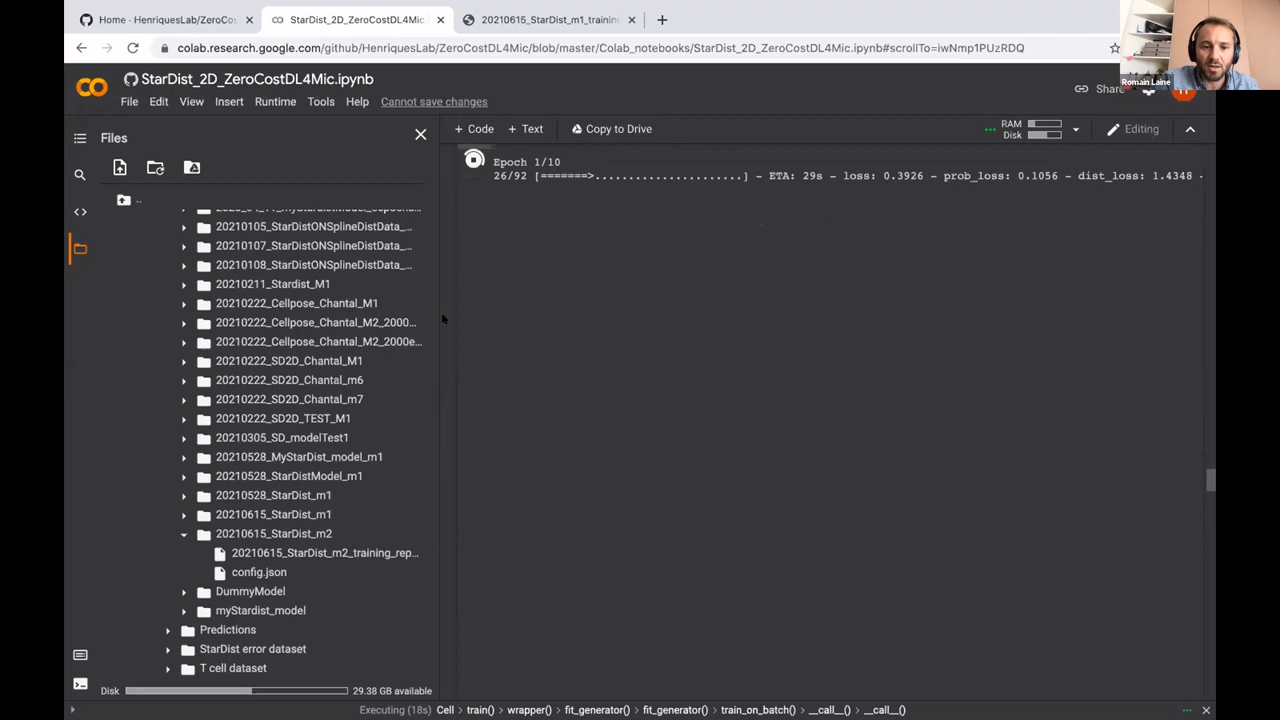 Home · HenriquesLab/ZeroCos
StarDist_2D_ZeroCostDL4Mic.i
20210615_StarDist_m1_training
colab.research.google.com/github/HenriquesLab/ZeroCostDL4Mic/blob/master/Colab_notebooks/StarDist_2D_ZeroCostDL4Mic.ipynb#scrollTo=iwNmp1PUzRDQ
Romain Laine
StarDist_2D_ZeroCostDL4Mic.ipynb
File Edit View Insert Runtime Tools Help Cannot save changes
Share
Files
+ Code + Text Copy to Drive
RAM
Disk
Editing
..
20210105_StarDistONSplineDistData_...
20210107_StarDistONSplineDistData_...
20210108_StarDistONSplineDistData_...
20210211_Stardist_M1
20210222_Cellpose_Chantal_M1
20210222_Cellpose_Chantal_M2_2000...
20210222_Cellpose_Chantal_M2_2000e...
20210222_SD2D_Chantal_M1
20210222_SD2D_Chantal_m6
20210222_SD2D_Chantal_m7
20210222_SD2D_TEST_M1
20210305_SD_modelTest1
20210528_MyStarDist_model_m1
20210528_StarDistModel_m1
20210528_StarDist_m1
20210615_StarDist_m1
20210615_StarDist_m2
20210615_StarDist_m2_training_rep...
config.json
DummyModel
myStardist_model
Predictions
StarDist error dataset
T cell dataset
Disk 29.38 GB available
Epoch 1/10
26/92 [=======>......................] - ETA: 29s - loss: 0.3926 - prob_loss: 0.1056 - dist_loss: 1.4348 -
Executing (18s) Cell train() wrapper() fit_generator() fit_generator() train_on_batch() __call__() __call__()